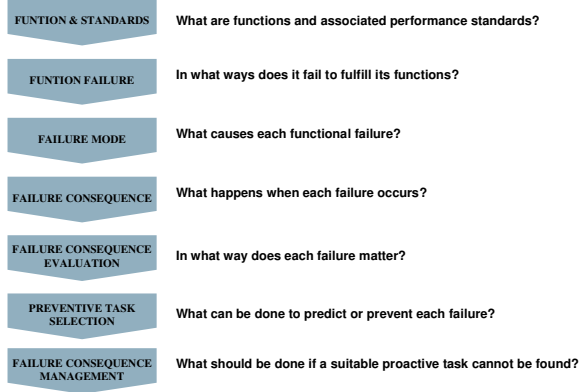 FUNTION & STANDARDS
What are functions and associated performance standards?
FUNTION FAILURE
In what ways does it fail to fulfill its functions?
FAILURE MODE
What causes each functional failure?
FAILURE CONSEQUENCE
What happens when each failure occurs?
FAILURE CONSEQUENCE
EVALUATION
In what way does each failure matter?
PREVENTIVE TASK
SELECTION
What can be done to predict or prevent each failure?
FAILURE CONSEQUENCE
MANAGEMENT
What should be done if a suitable proactive task cannot be found?